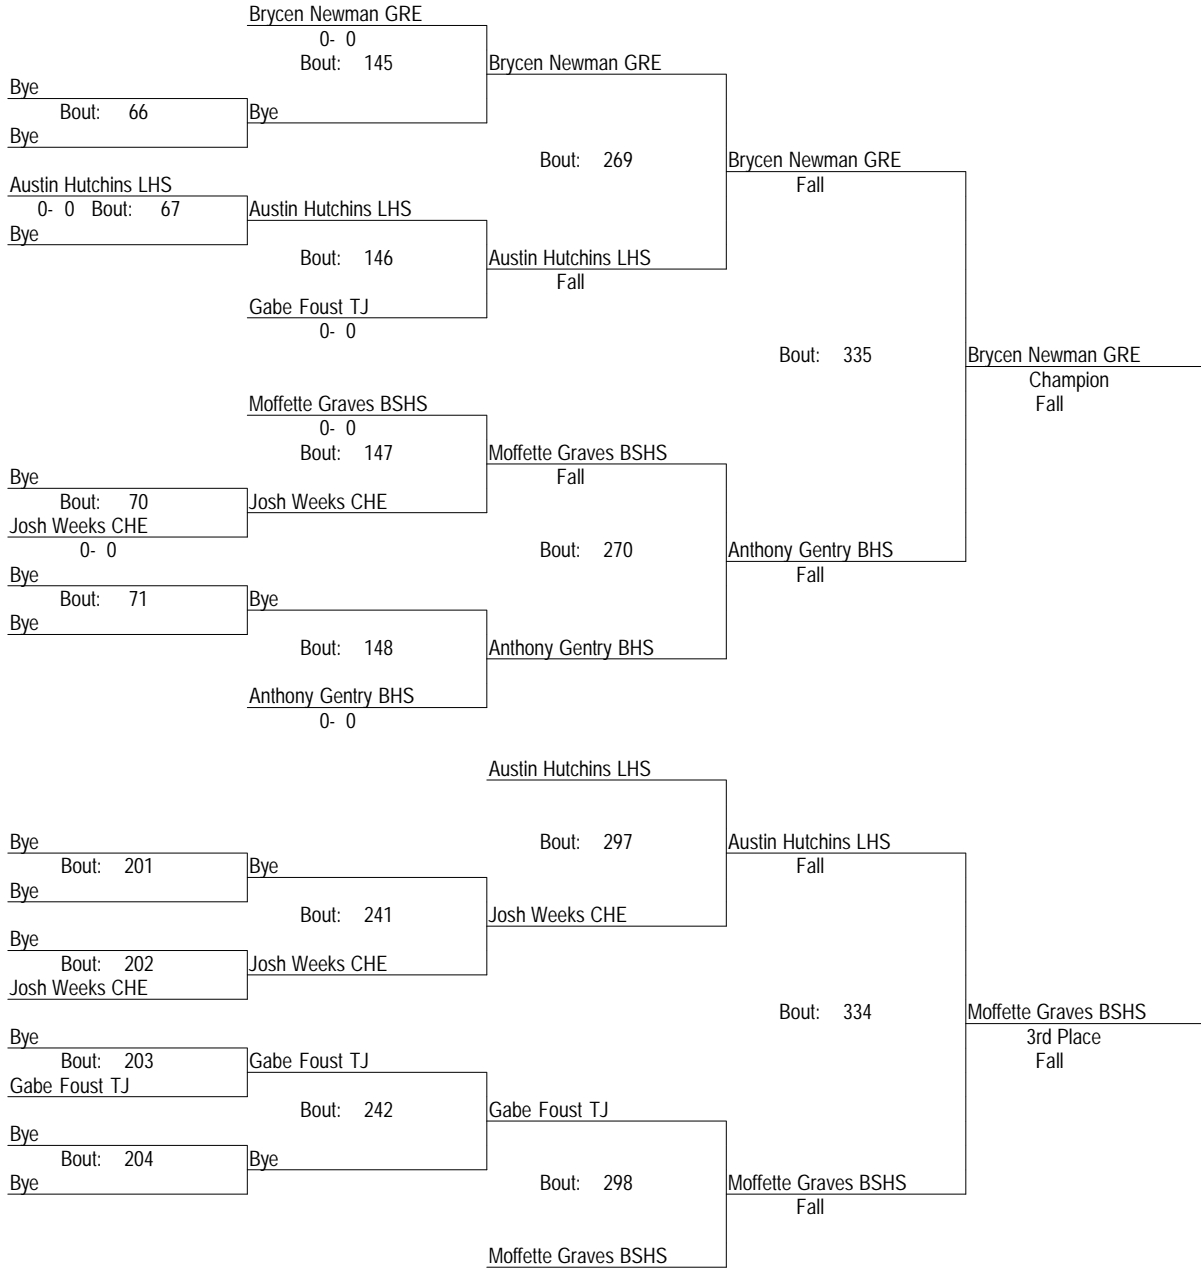 Brycen Newman GRE
0- 0
Bout: 145
Brycen Newman GRE
Bye
Bout: 66
Bye
Bye
Bout: 269
Brycen Newman GRE
Fall
Austin Hutchins LHS
0- 0 Bout: 67
Austin Hutchins LHS
Bye
Bout: 146
Austin Hutchins LHS
Fall
Gabe Foust TJ
0- 0
Bout: 335
Brycen Newman GRE
Champion
Fall
Moffette Graves BSHS
0- 0
Bout: 147
Moffette Graves BSHS
Fall
Bye
Bout: 70
Josh Weeks CHE
Josh Weeks CHE
0- 0
Bout: 270
Anthony Gentry BHS
Fall
Bye
Bout: 71
Bye
Bye
Bout: 148
Anthony Gentry BHS
Anthony Gentry BHS
0- 0
Austin Hutchins LHS
Bout: 297
Austin Hutchins LHS
Fall
Bye
Bout: 201
Bye
Bye
Bout: 241
Josh Weeks CHE
Bye
Bout: 202
Josh Weeks CHE
Josh Weeks CHE
Bout: 334
Moffette Graves BSHS
3rd Place
Fall
Bye
Bout: 203
Gabe Foust TJ
Gabe Foust TJ
Bout: 242
Gabe Foust TJ
Bye
Bout: 204
Bye
Bye
Bout: 298
Moffette Graves BSHS
Fall
Moffette Graves BSHS